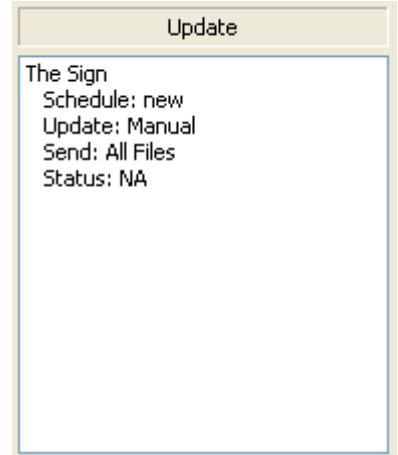 Update
The Sign
Schedule: new
Update: Manual
Send: All Files
Status: NA